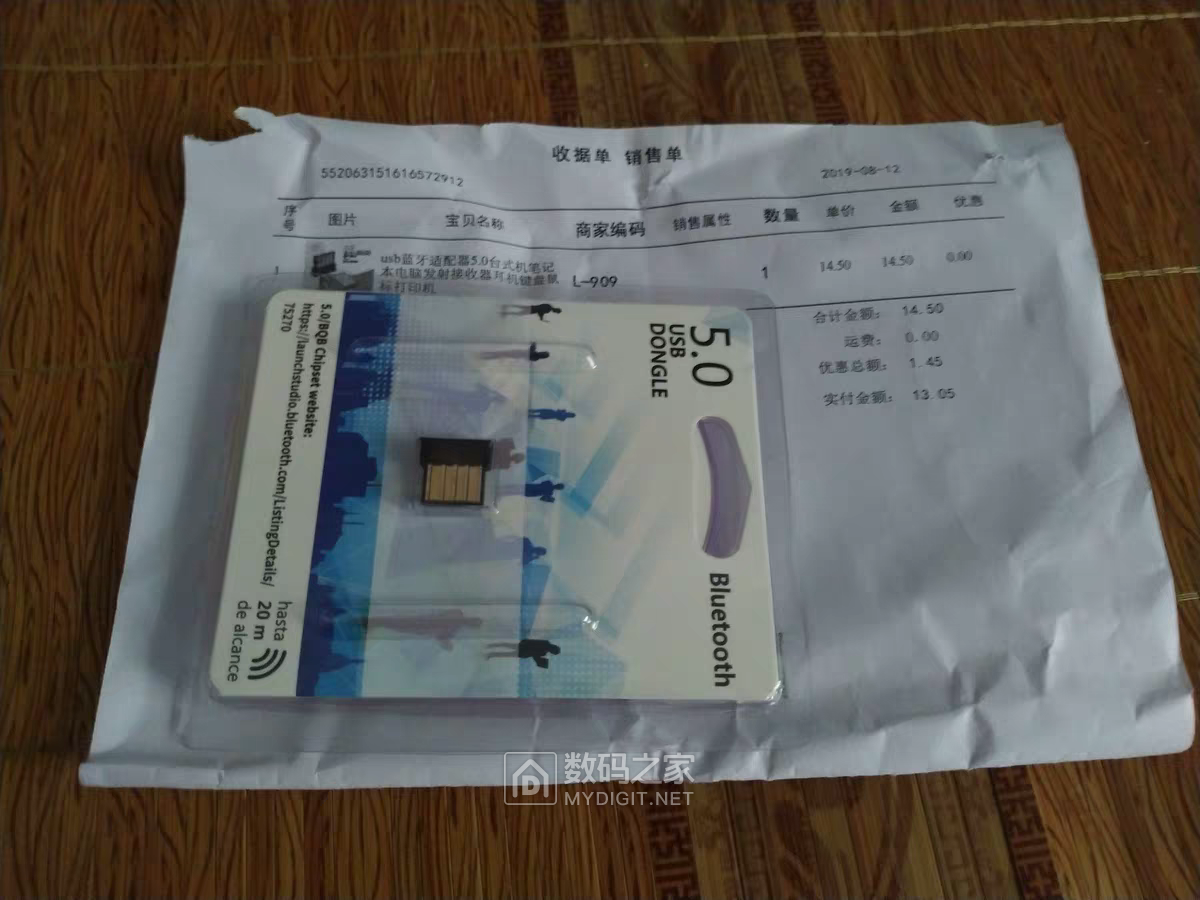 收据单 销售单
552063151616572912
2019-08-12
序号 图片 宝贝名称 商家编码 销售属性 数量 单价 金额 优惠
1 usb蓝牙适配器5.0台式机笔记
本电脑发射接收器耳机键盘鼠
标打印机
L-909 1 14.50 14.50 0.00
合计金额: 14.50
运费: 0.00
优惠总额: 1.45
实付金额: 13.05
5.0
USB
DONGLE
Bluetooth
5.0/BQB Chipset website:
https://launchstudio.bluetooth.com/ListingDetails/
75270
hasta
20 m
de alcance
数码之家
MYDIGIT.NET